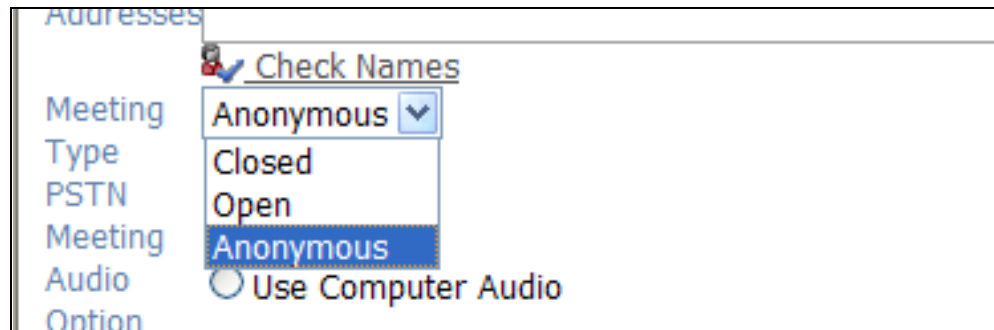 Addresses
Check Names
Meeting Anonymous
Type Closed
PSTN Open
Meeting Anonymous
Audio Use Computer Audio
Option